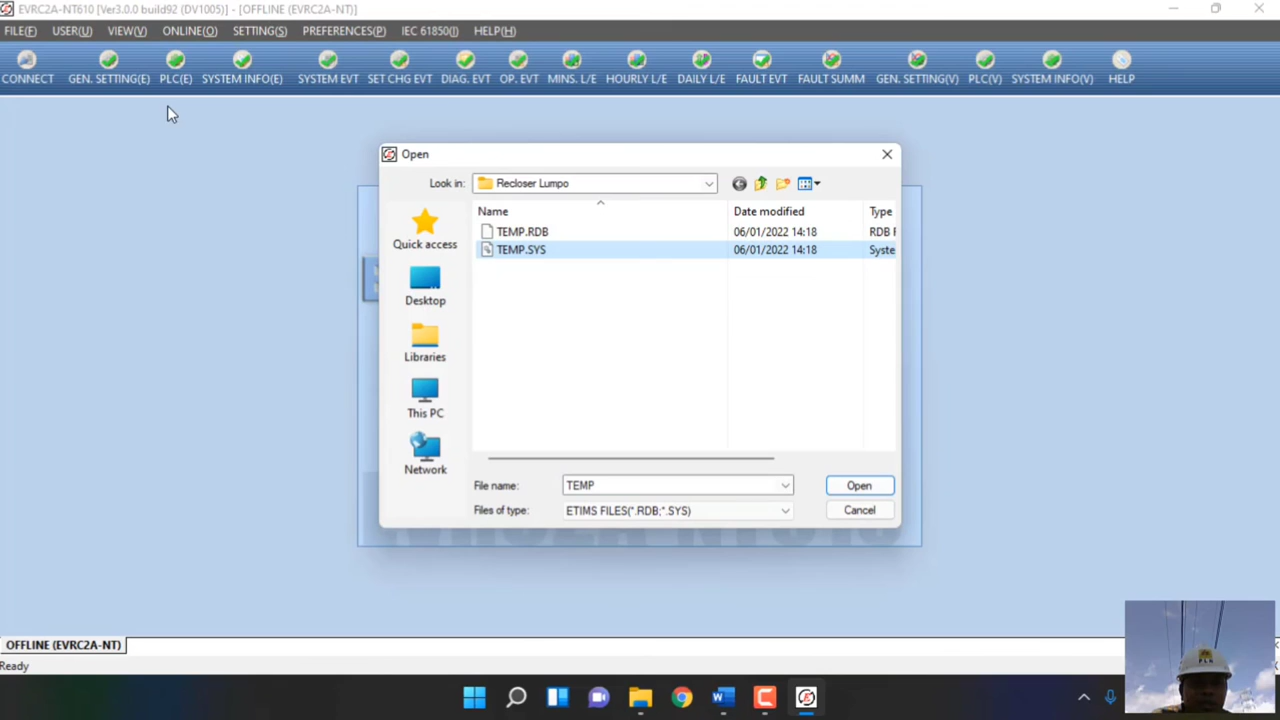 EVRC2A-NT610 [Ver3.0.0 build92 (DV1005)] - [OFFLINE (EVRC2A-NT)]
FILE(F) USER(U) VIEW(V) ONLINE(O) SETTING(S) PREFERENCES(P) IEC 61850(I) HELP(H)
CONNECT GEN. SETTING(E) PLC(E) SYSTEM INFO(E) SYSTEM EVT SET CHG EVT DIAG. EVT OP. EVT MINS. L/E HOURLY L/E DAILY L/E FAULT EVT FAULT SUMM GEN. SETTING(V) PLC(V) SYSTEM INFO(V) HELP
Open
Look in: Recloser Lumpo
Name Date modified Type
TEMP.RDB 06/01/2022 14:18 RDB F
TEMP.SYS 06/01/2022 14:18 Syste
Quick access
Desktop
Libraries
This PC
Network
File name: TEMP Open
Files of type: ETIMS FILES(*.RDB;*.SYS) Cancel
OFFLINE (EVRC2A-NT)
Ready
PLN